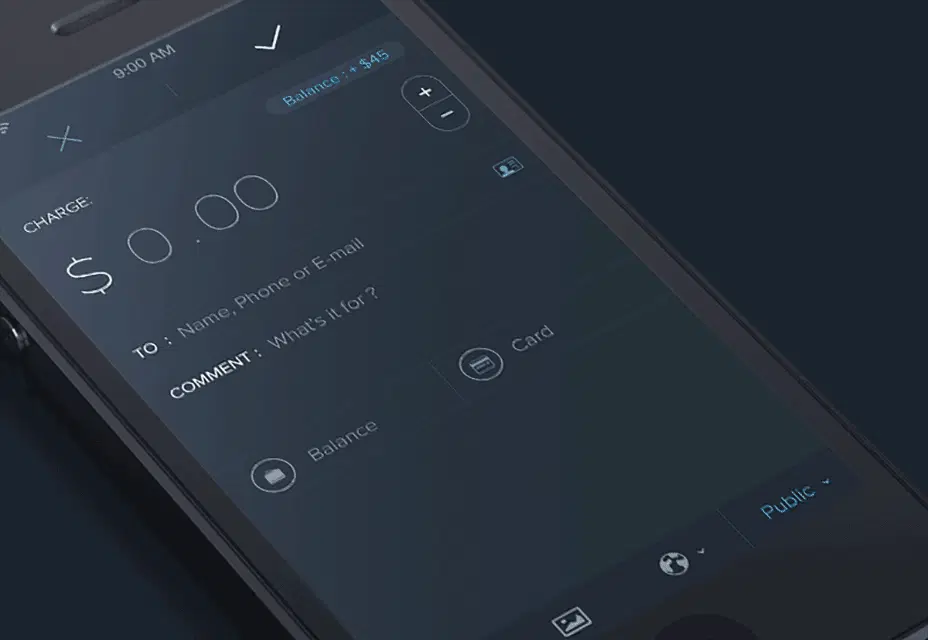 9:00 AM
Balance : + $45
+
−
CHARGE:
$ 0.00
TO : Name, Phone or E-mail
COMMENT : What's it for ?
Balance
Card
Public